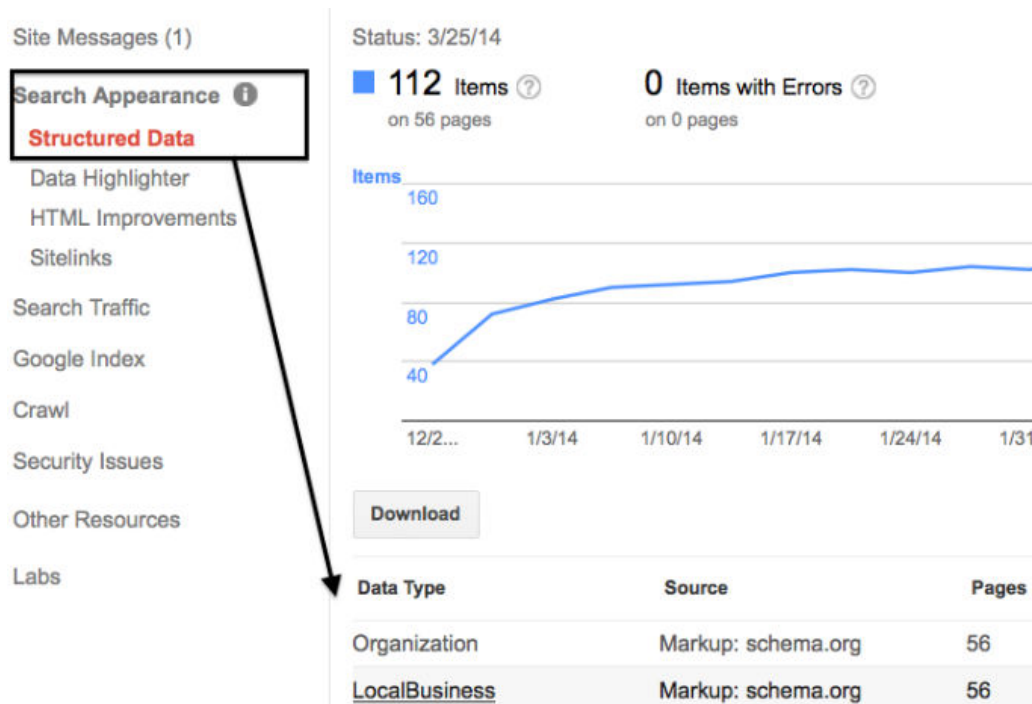 Site Messages (1)
Search Appearance
Structured Data
Data Highlighter
HTML Improvements
Sitelinks
Search Traffic
Google Index
Crawl
Security Issues
Other Resources
Labs
Status: 3/25/14
112 Items ? 0 Items with Errors ?
on 56 pages on 0 pages
Items
160
120
80
40
12/2... 1/3/14 1/10/14 1/17/14 1/24/14 1/31
Download
Data Type Source Pages
Organization Markup: schema.org 56
LocalBusiness Markup: schema.org 56